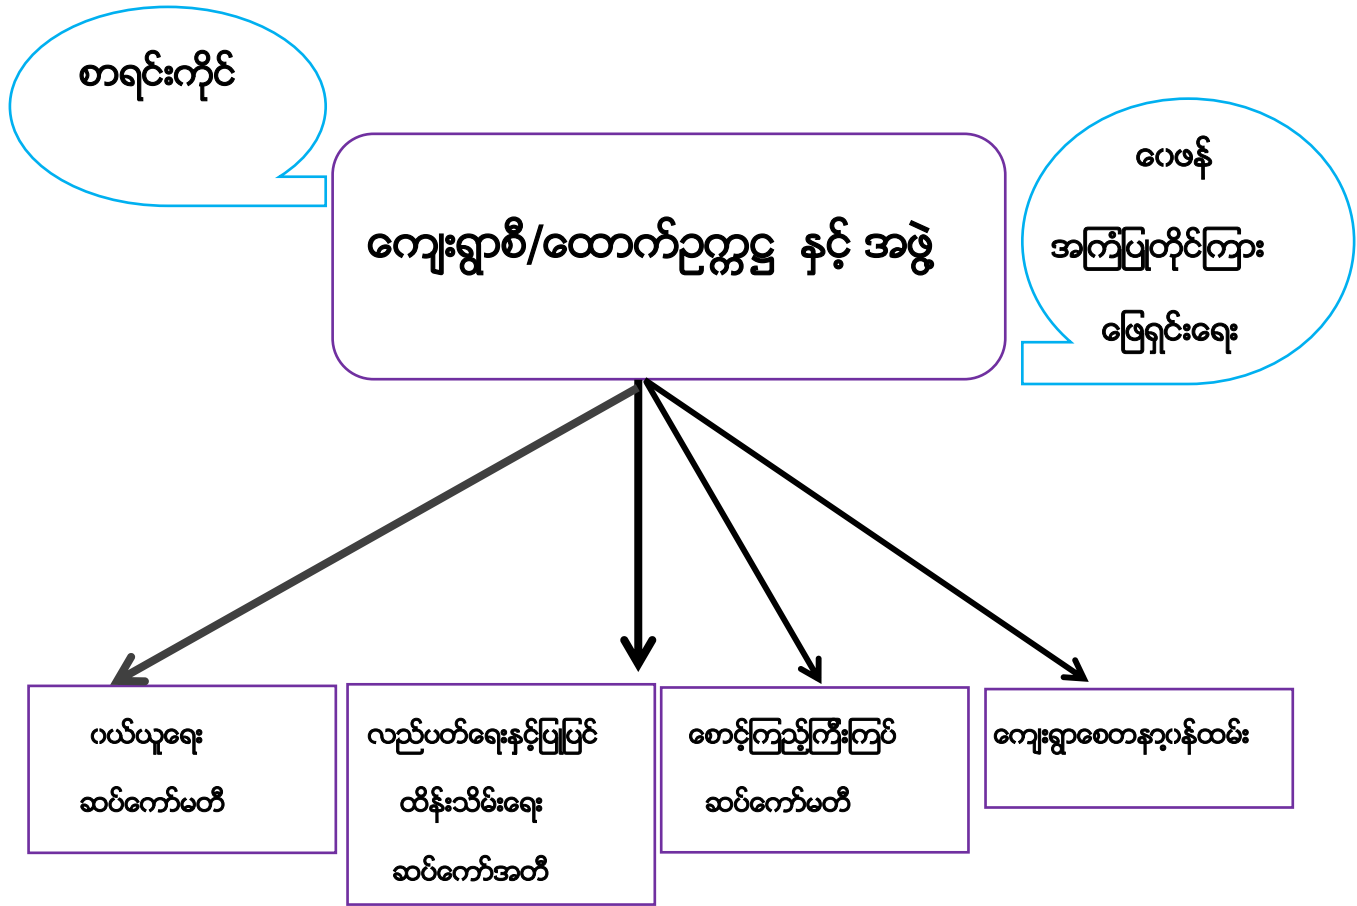 စာရင်းကိုင်
ကျေးရွာစီ/ထောက်ဥက္ကဋ္ဌ နှင့် အဖွဲ့
ဝေဖန်
အကြံပြုတိုင်ကြား
ဖြေရှင်းရေး
ဝယ်ယူရေး
ဆပ်ကော်မတီ
လည်ပတ်ရေးနှင့်ပြုပြင်
ထိန်းသိမ်းရေး
ဆပ်ကော်အတီ
စောင့်ကြည့်ကြီးကြပ်
ဆပ်ကော်မတီ
ကျေးရွာစေတနာ့ဝန်ထမ်း